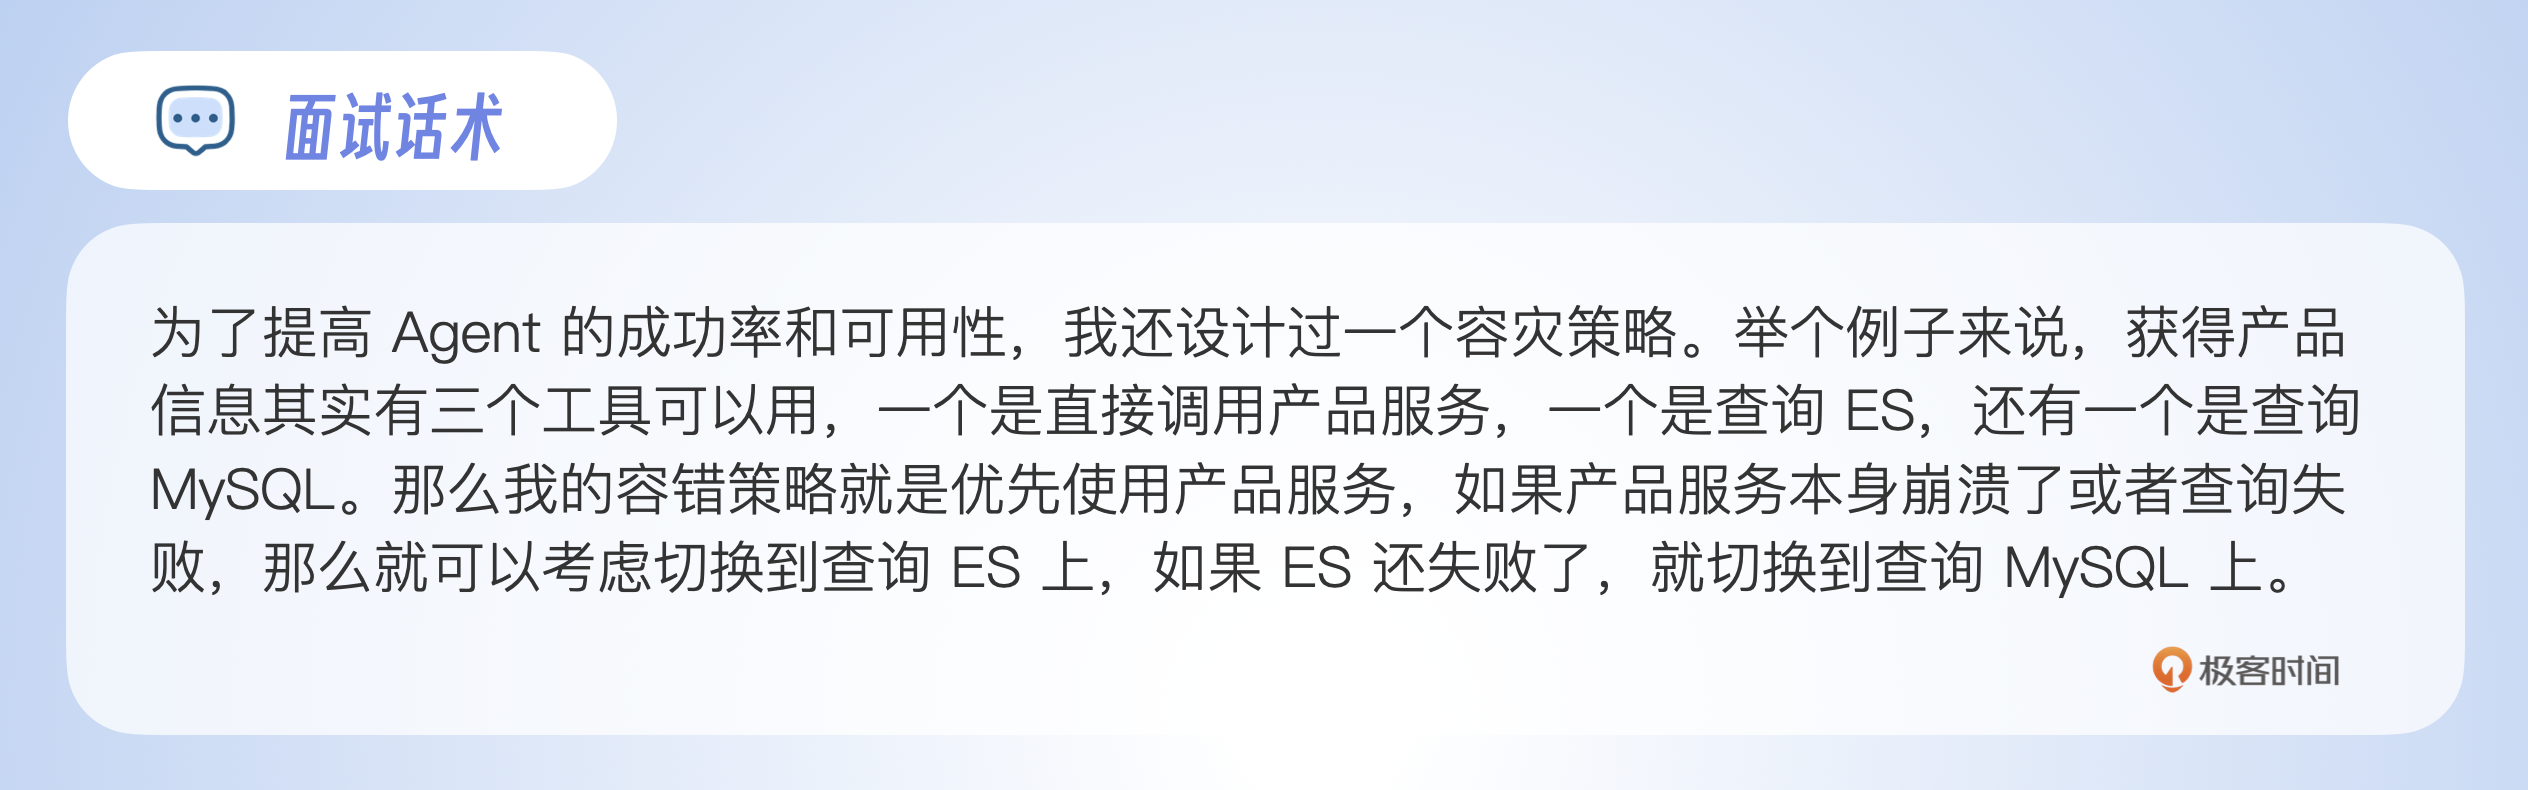 面试话术
为了提高 Agent 的成功率和可用性，我还设计过一个容灾策略。举个例子来说，获得产品
信息其实有三个工具可以用，一个是直接调用产品服务，一个是查询 ES，还有一个是查询
MySQL。那么我的容错策略就是优先使用产品服务，如果产品服务本身崩溃了或者查询失
败，那么就可以考虑切换到查询 ES 上，如果 ES 还失败了，就切换到查询 MySQL 上。
极客时间